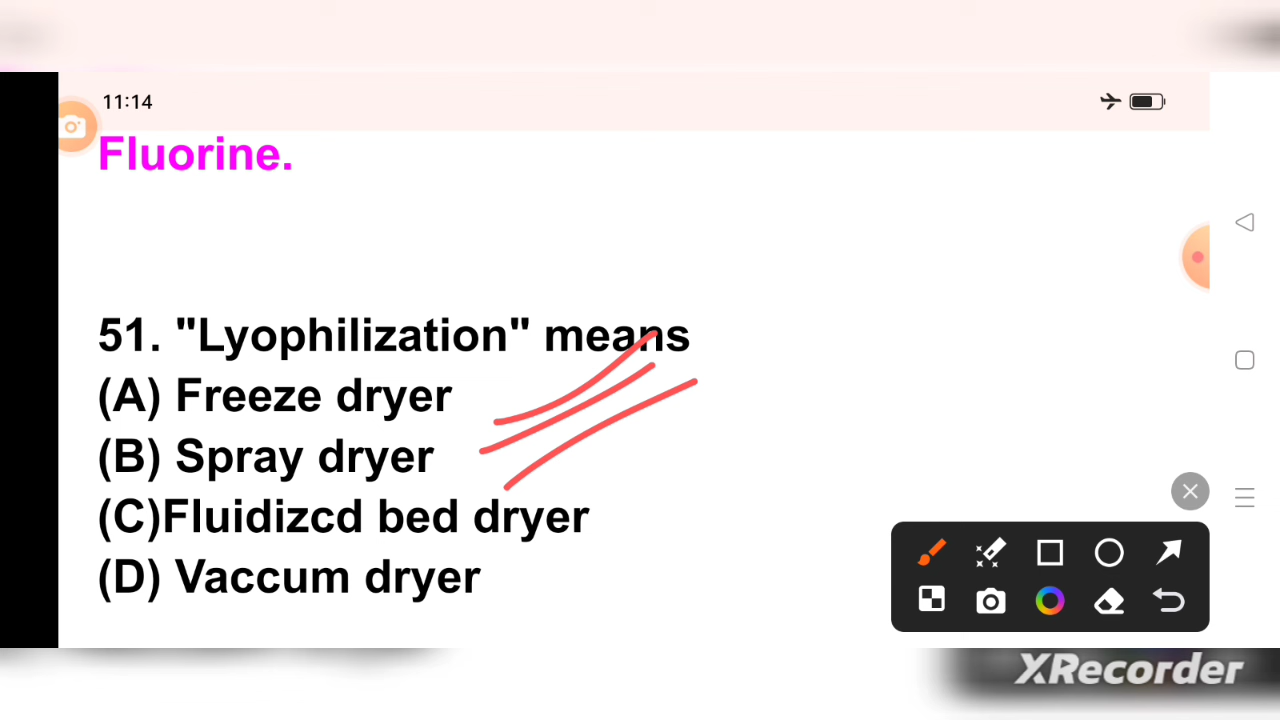 11:14
Fluorine.
51. "Lyophilization" means
(A) Freeze dryer
(B) Spray dryer
(C)Fluidizcd bed dryer
(D) Vaccum dryer
XRecorder